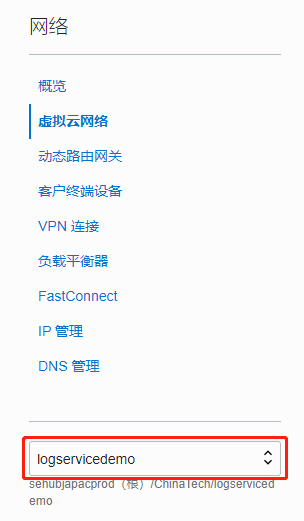 网络
概览
虚拟云网络
动态路由网关
客户终端设备
VPN 连接
负载平衡器
FastConnect
IP 管理
DNS 管理
logservicedemo
sehubjapacprod（根）/ChinaTech/logserviced
emo